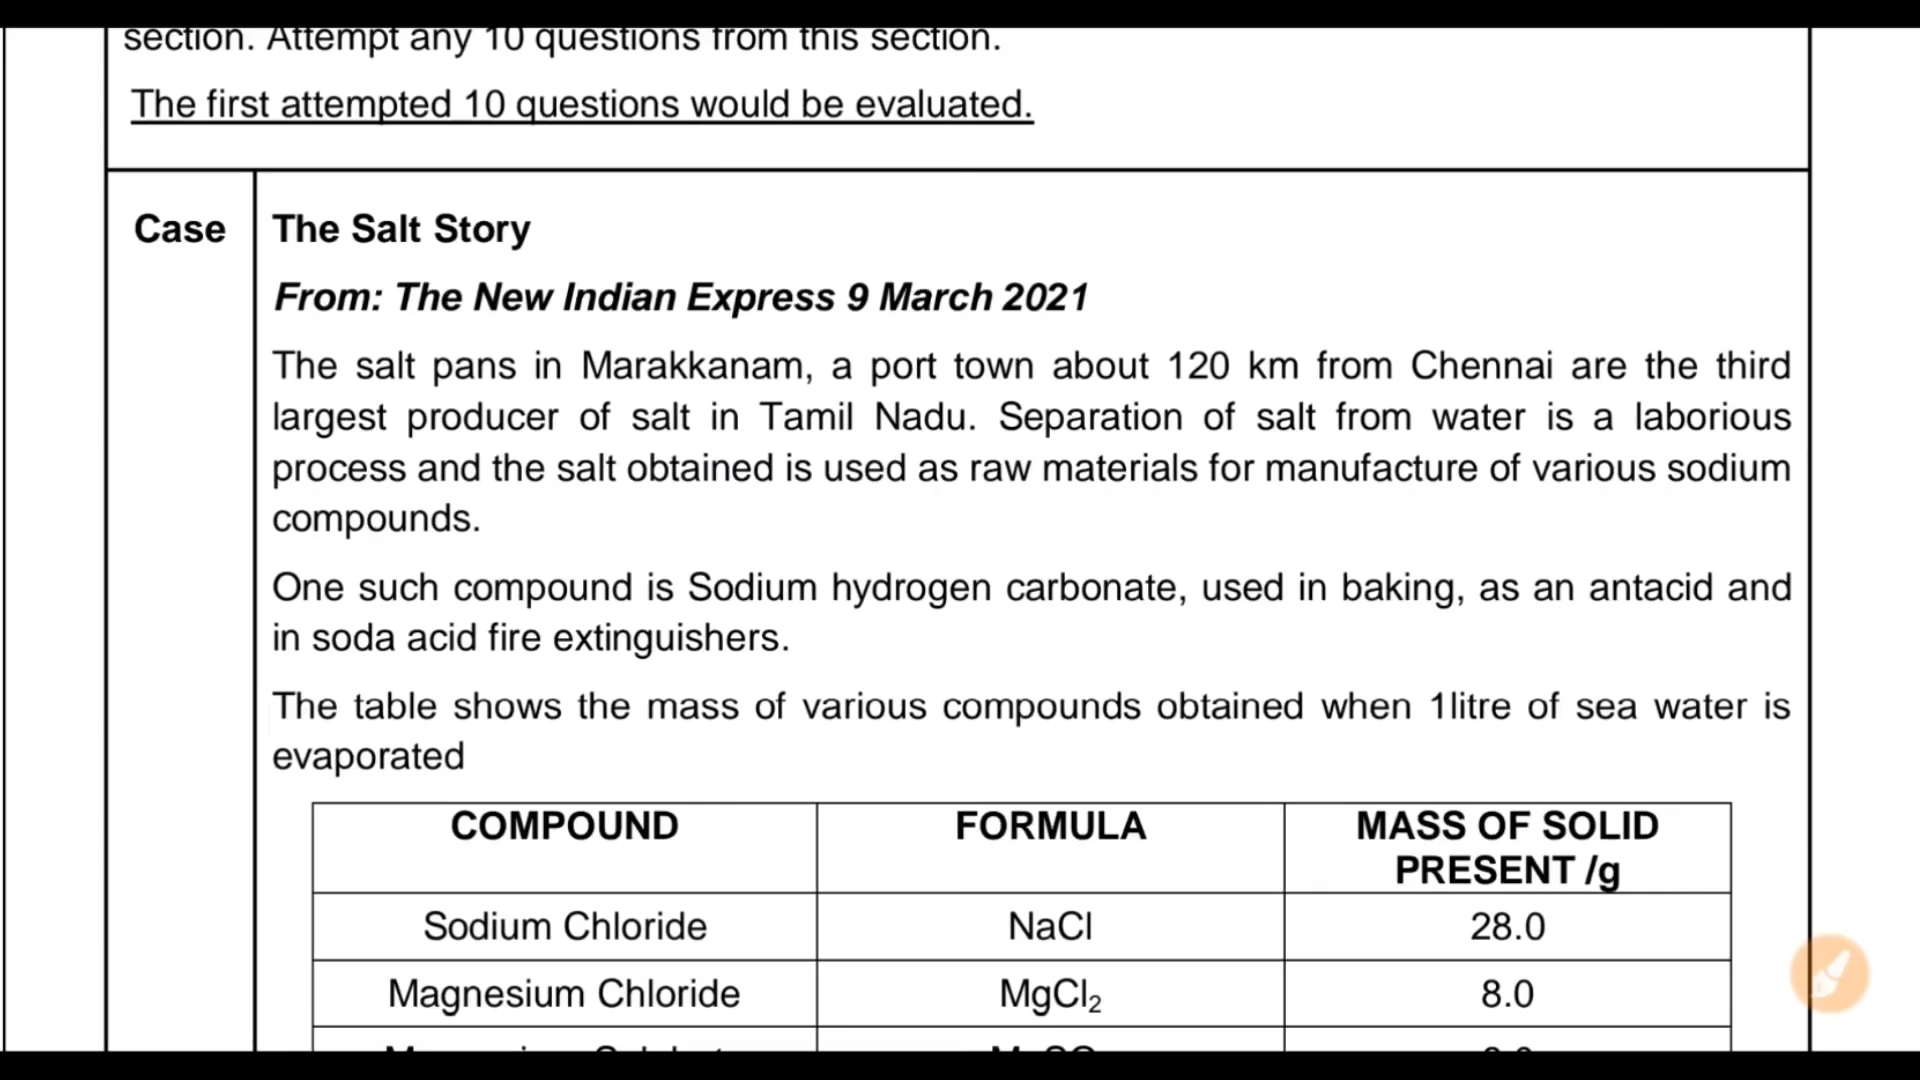 section. Attempt any 10 questions from this section.
The first attempted 10 questions would be evaluated.
Case
The Salt Story
From: The New Indian Express 9 March 2021
The salt pans in Marakkanam, a port town about 120 km from Chennai are the third
largest producer of salt in Tamil Nadu. Separation of salt from water is a laborious
process and the salt obtained is used as raw materials for manufacture of various sodium
compounds.
One such compound is Sodium hydrogen carbonate, used in baking, as an antacid and
in soda acid fire extinguishers.
The table shows the mass of various compounds obtained when 1litre of sea water is
evaporated
COMPOUND FORMULA MASS OF SOLID
PRESENT /g
Sodium Chloride NaCl 28.0
Magnesium Chloride MgCl₂ 8.0